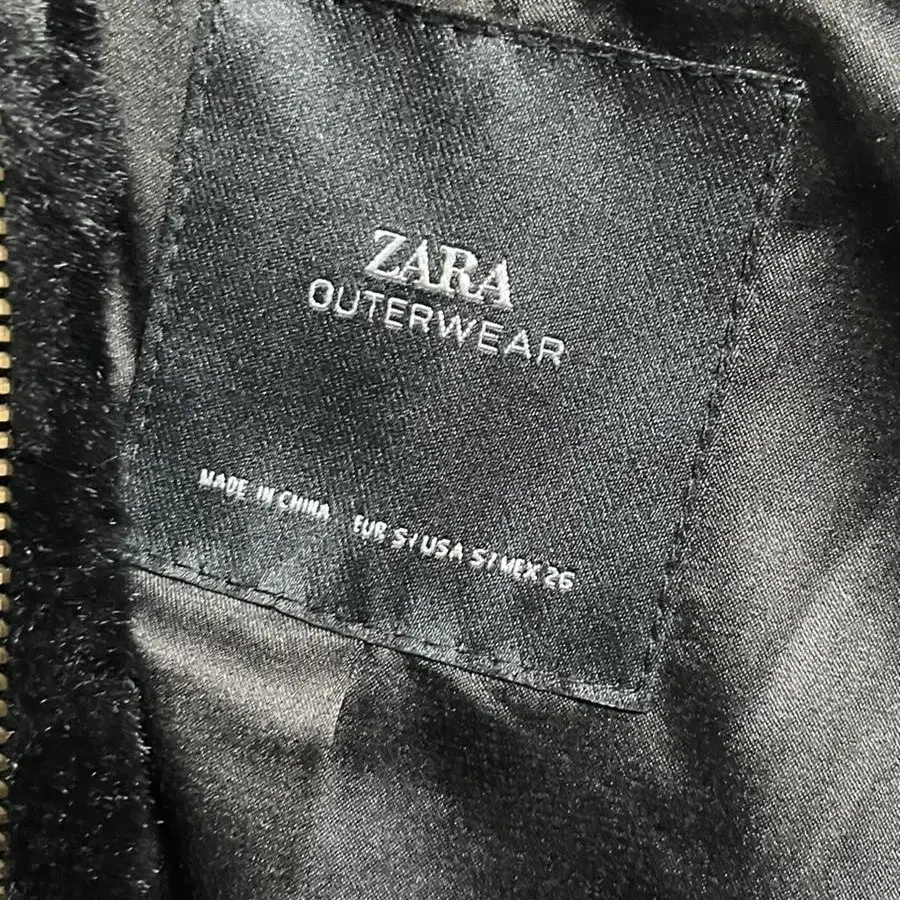 ZARA
OUTERWEAR
MADE IN CHINA EUR S / USA S / MEX 26